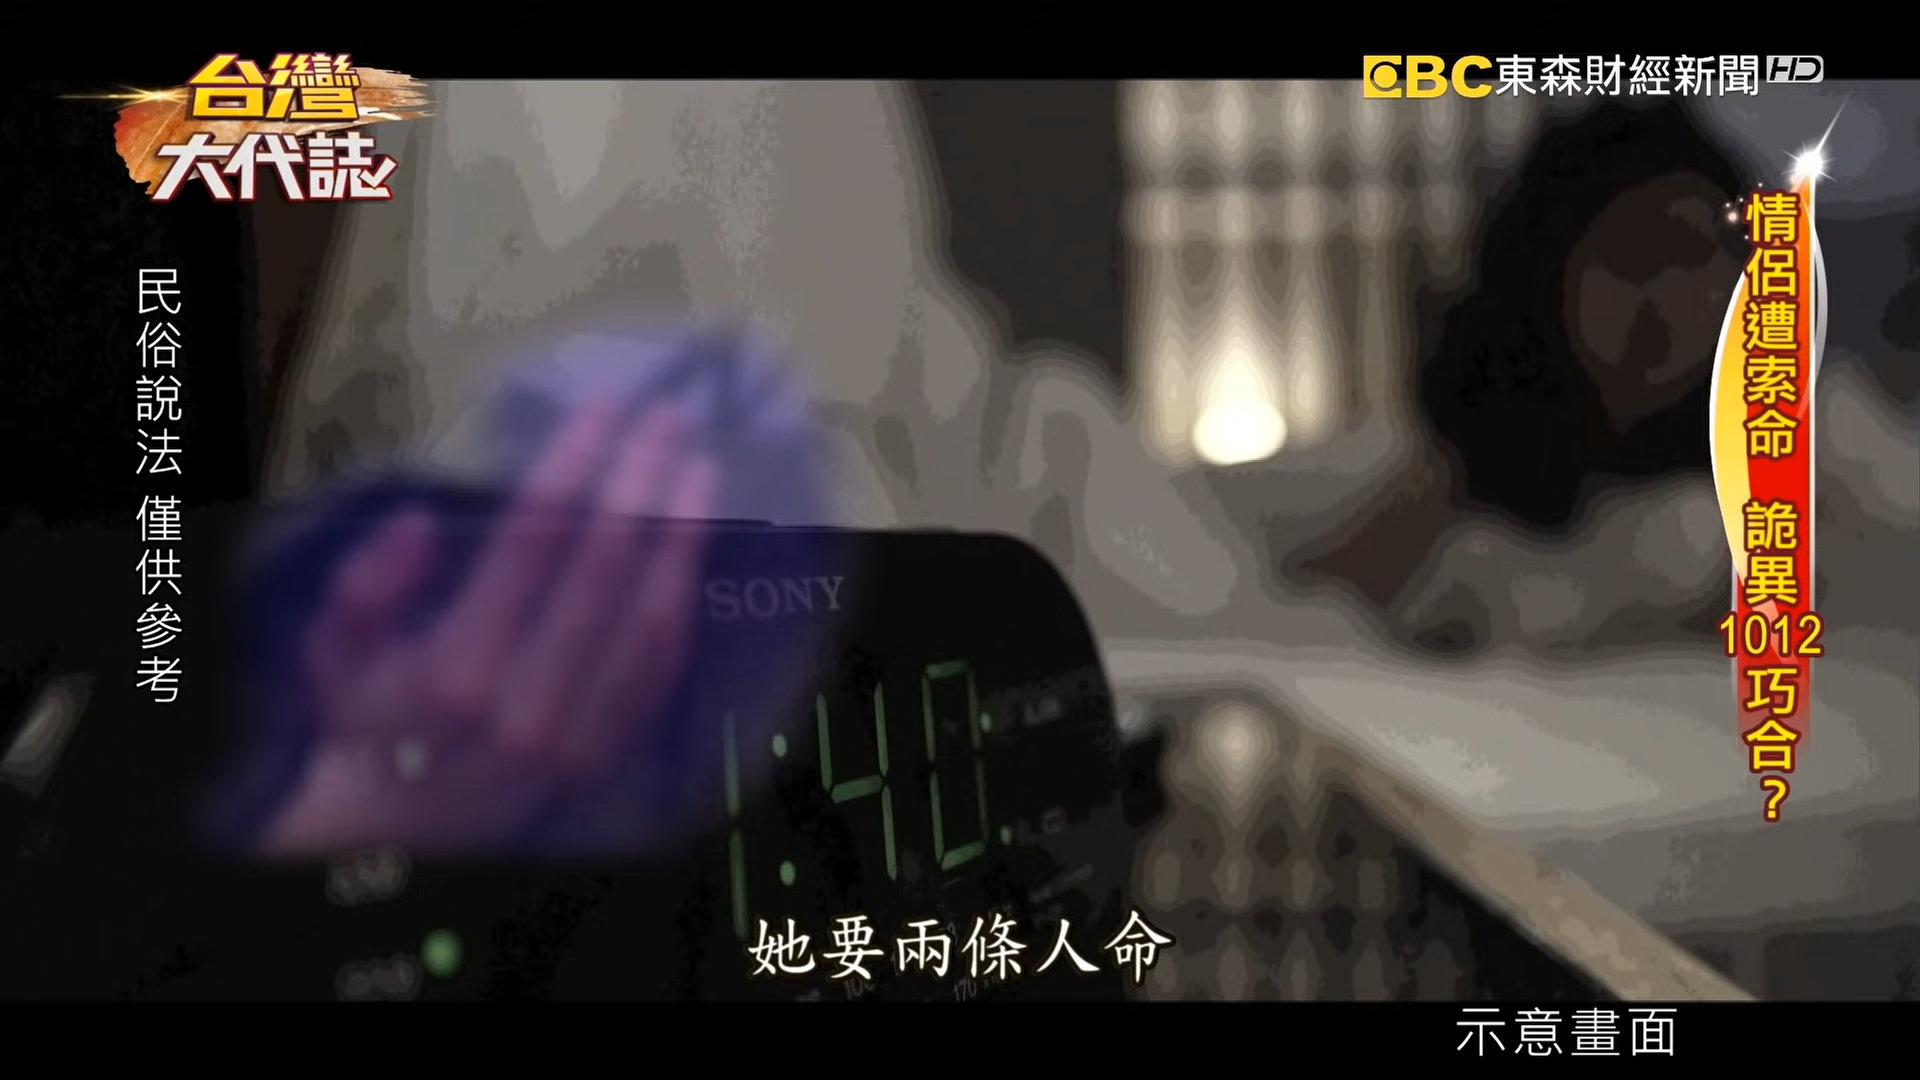 台灣
大代誌
EBC東森財經新聞HD
民俗說法 僅供參考
情侶遭索命 詭異1012巧合？
SONY
1:40
她要兩條人命
示意畫面